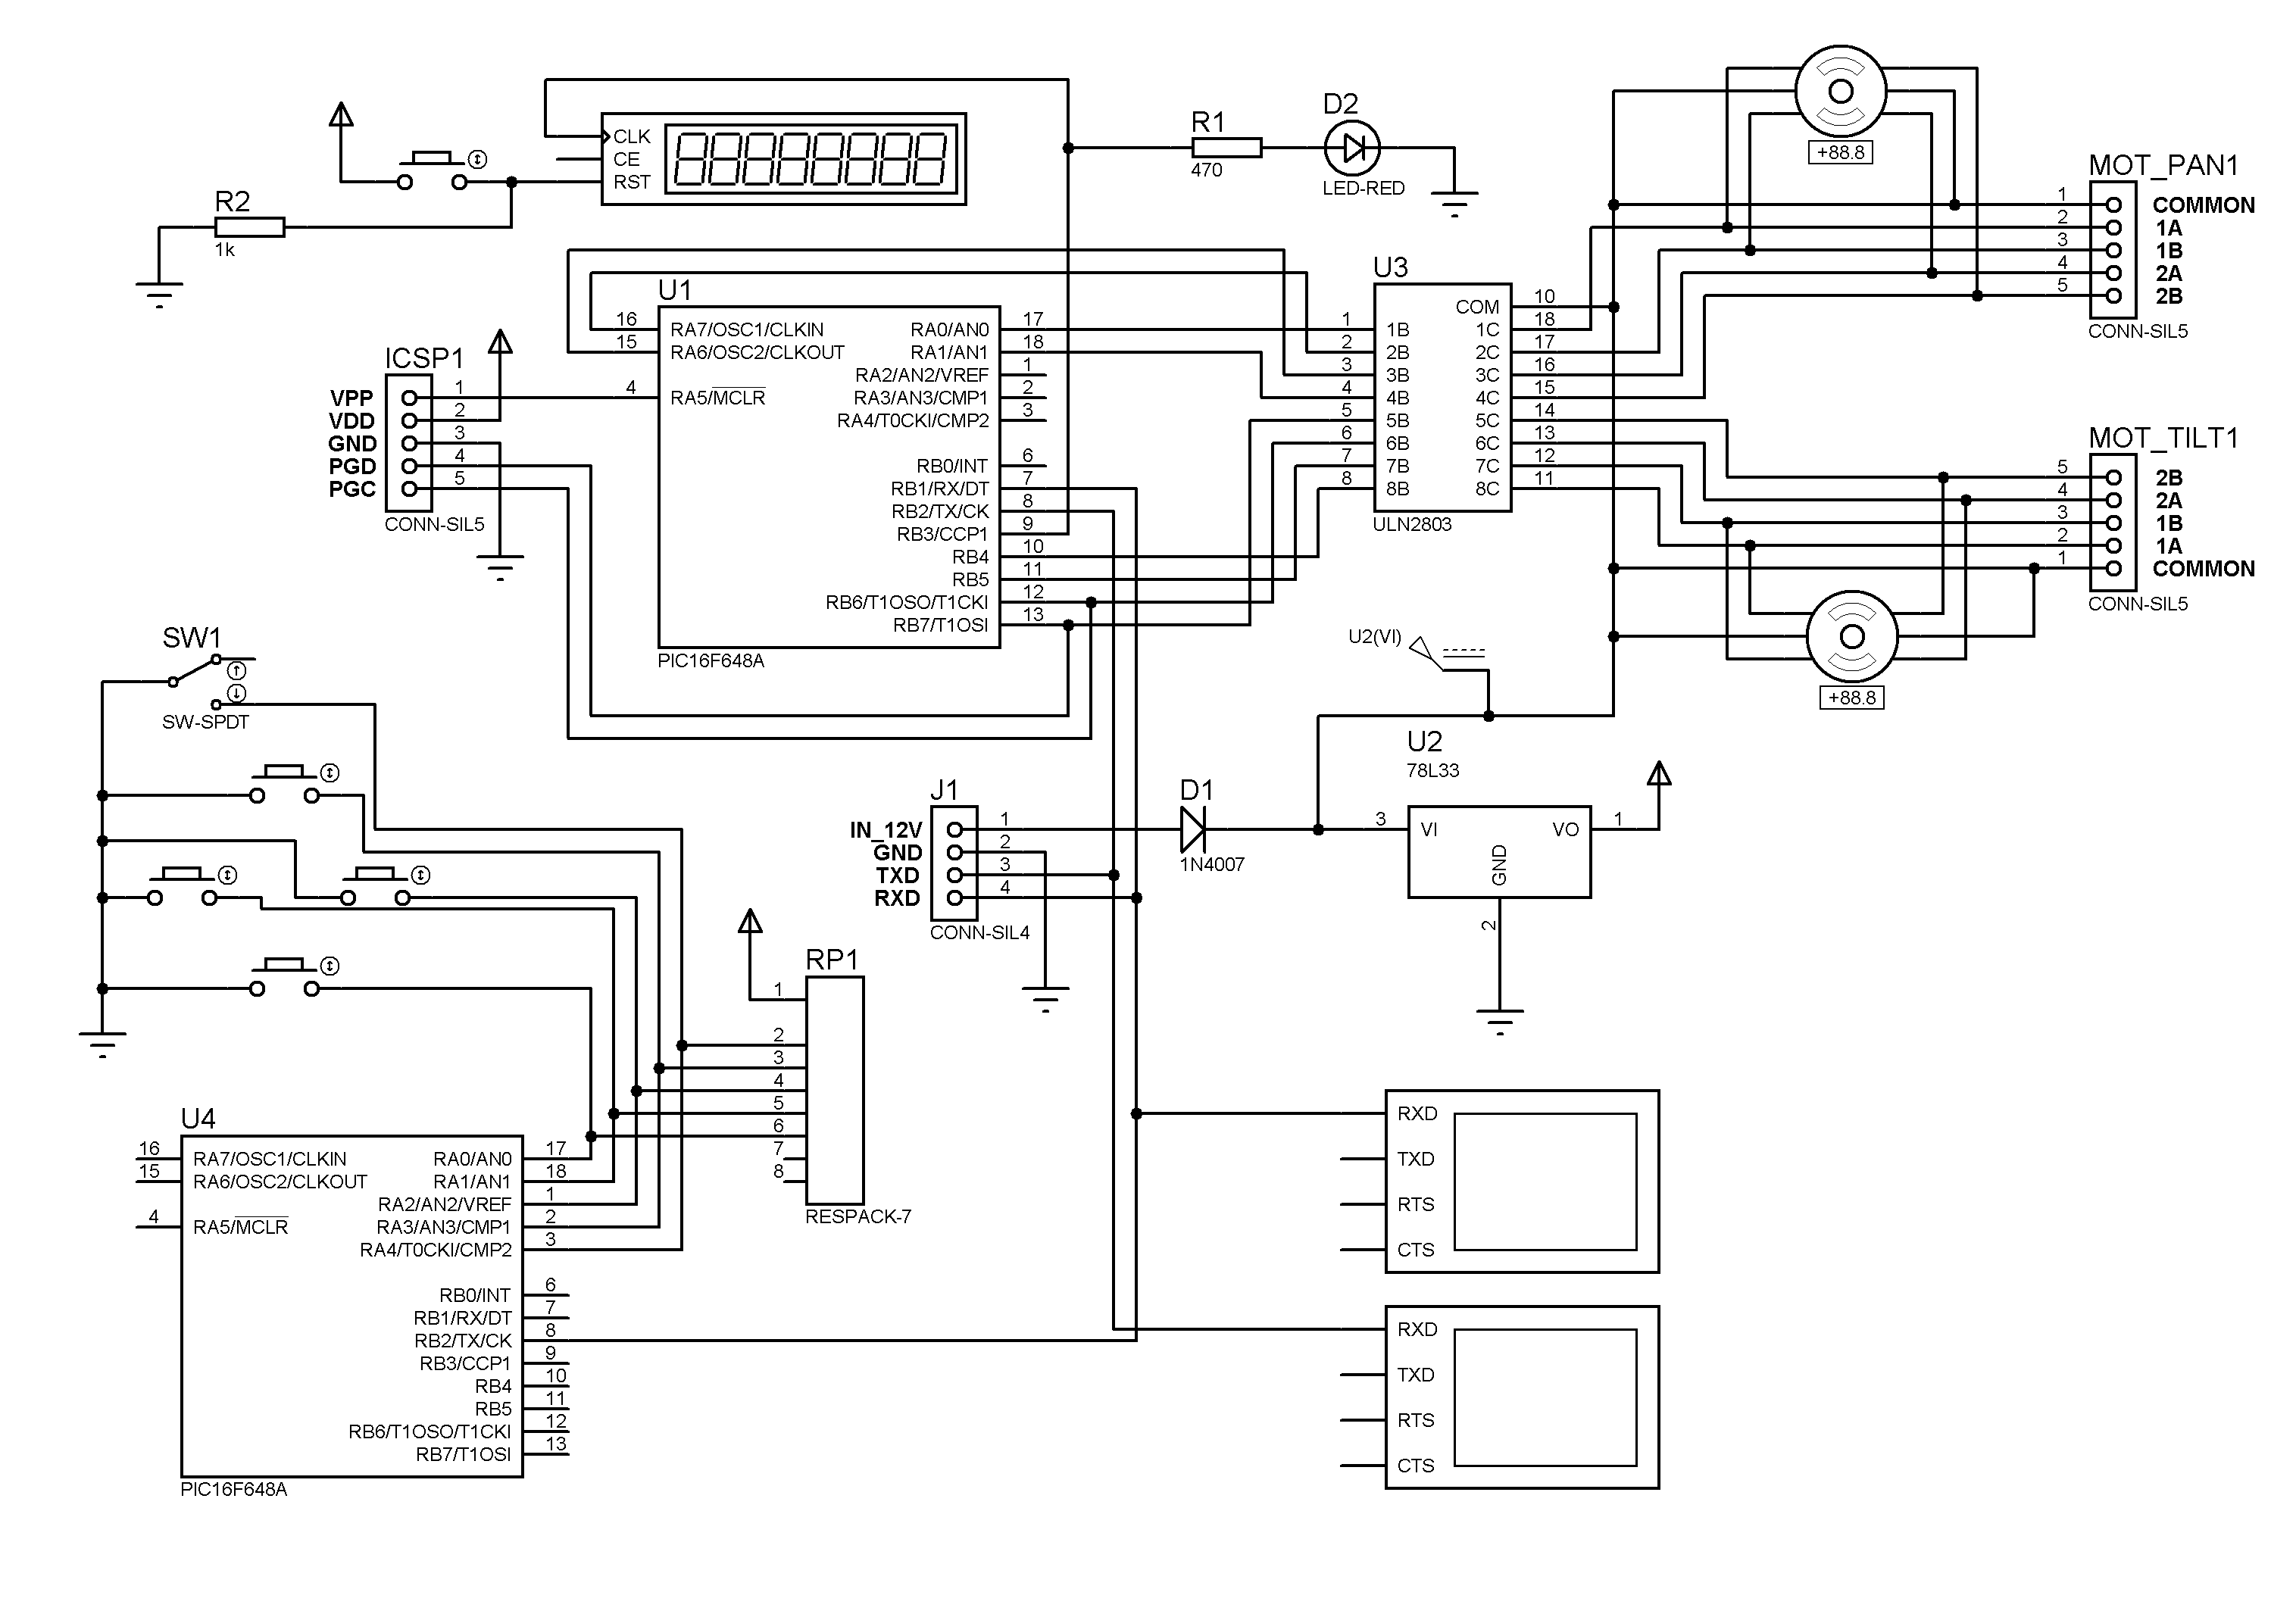 CLK
CE
RST
R2
1k
R1
470
D2
LED-RED
+88.8
MOT_PAN1
1 COMMON
2 1A
3 1B
4 2A
5 2B
CONN-SIL5
ICSP1
VPP 1
VDD 2
GND 3
PGD 4
PGC 5
CONN-SIL5
U1
16 RA7/OSC1/CLKIN RA0/AN0 17
15 RA6/OSC2/CLKOUT RA1/AN1 18
RA2/AN2/VREF 1
4 RA5/MCLR RA3/AN3/CMP1 2
RA4/T0CKI/CMP2 3
RB0/INT 6
RB1/RX/DT 7
RB2/TX/CK 8
RB3/CCP1 9
RB4 10
RB5 11
RB6/T1OSO/T1CKI 12
RB7/T1OSI 13
PIC16F648A
U3
COM 10
1 1B 1C 18
2 2B 2C 17
3 3B 3C 16
4 4B 4C 15
5 5B 5C 14
6 6B 6C 13
7 7B 7C 12
8 8B 8C 11
ULN2803
MOT_TILT1
5 2B
4 2A
3 1B
2 1A
1 COMMON
CONN-SIL5
+88.8
SW1
SW-SPDT
U2(VI)
U2
78L33
3 VI VO 1
GND
2
J1
IN_12V 1
GND 2
TXD 3
RXD 4
CONN-SIL4
D1
1N4007
RP1
1
2
3
4
5
6
7
8
RESPACK-7
U4
16 RA7/OSC1/CLKIN RA0/AN0 17
15 RA6/OSC2/CLKOUT RA1/AN1 18
RA2/AN2/VREF 1
4 RA5/MCLR RA3/AN3/CMP1 2
RA4/T0CKI/CMP2 3
RB0/INT 6
RB1/RX/DT 7
RB2/TX/CK 8
RB3/CCP1 9
RB4 10
RB5 11
RB6/T1OSO/T1CKI 12
RB7/T1OSI 13
PIC16F648A
RXD
TXD
RTS
CTS
RXD
TXD
RTS
CTS